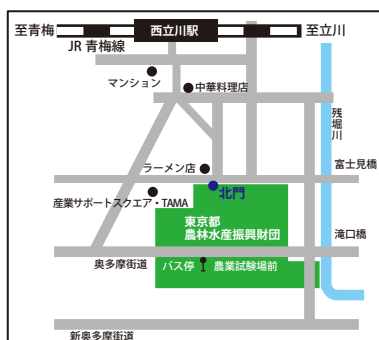 至青梅
西立川駅
至立川
JR 青梅線
マンション
中華料理店
残堀川
ラーメン店
富士見橋
北門
産業サポートスクエア・TAMA
東京都
農林水産振興財団
滝口橋
奥多摩街道
バス停
農業試験場前
新奥多摩街道